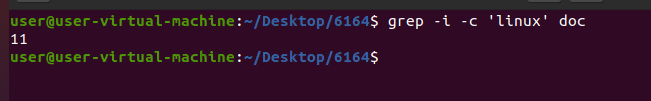 user@user-virtual-machine:~/Desktop/6164$ grep -i -c 'linux' doc
11
user@user-virtual-machine:~/Desktop/6164$